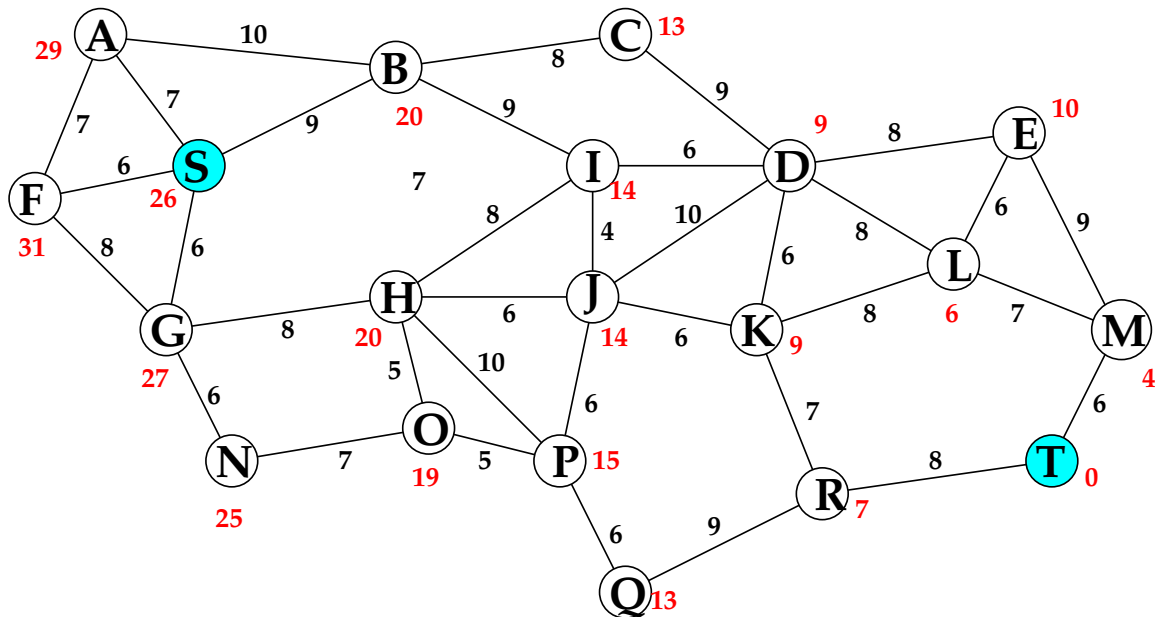 A 10 C 13
29 B 8
7 7 9 9 20 9 E 10
6 S I 6 D 8
F 26 7 14 6 9
31 8 6 8 4 10 8 L
G 8 H 6 J 6 8 7 M
27 20 14 6 K 9 6 4
6 5 10 6 7 6
N 7 O 5 P 15 8 T 0
25 19 R 7
6 9
Q 13